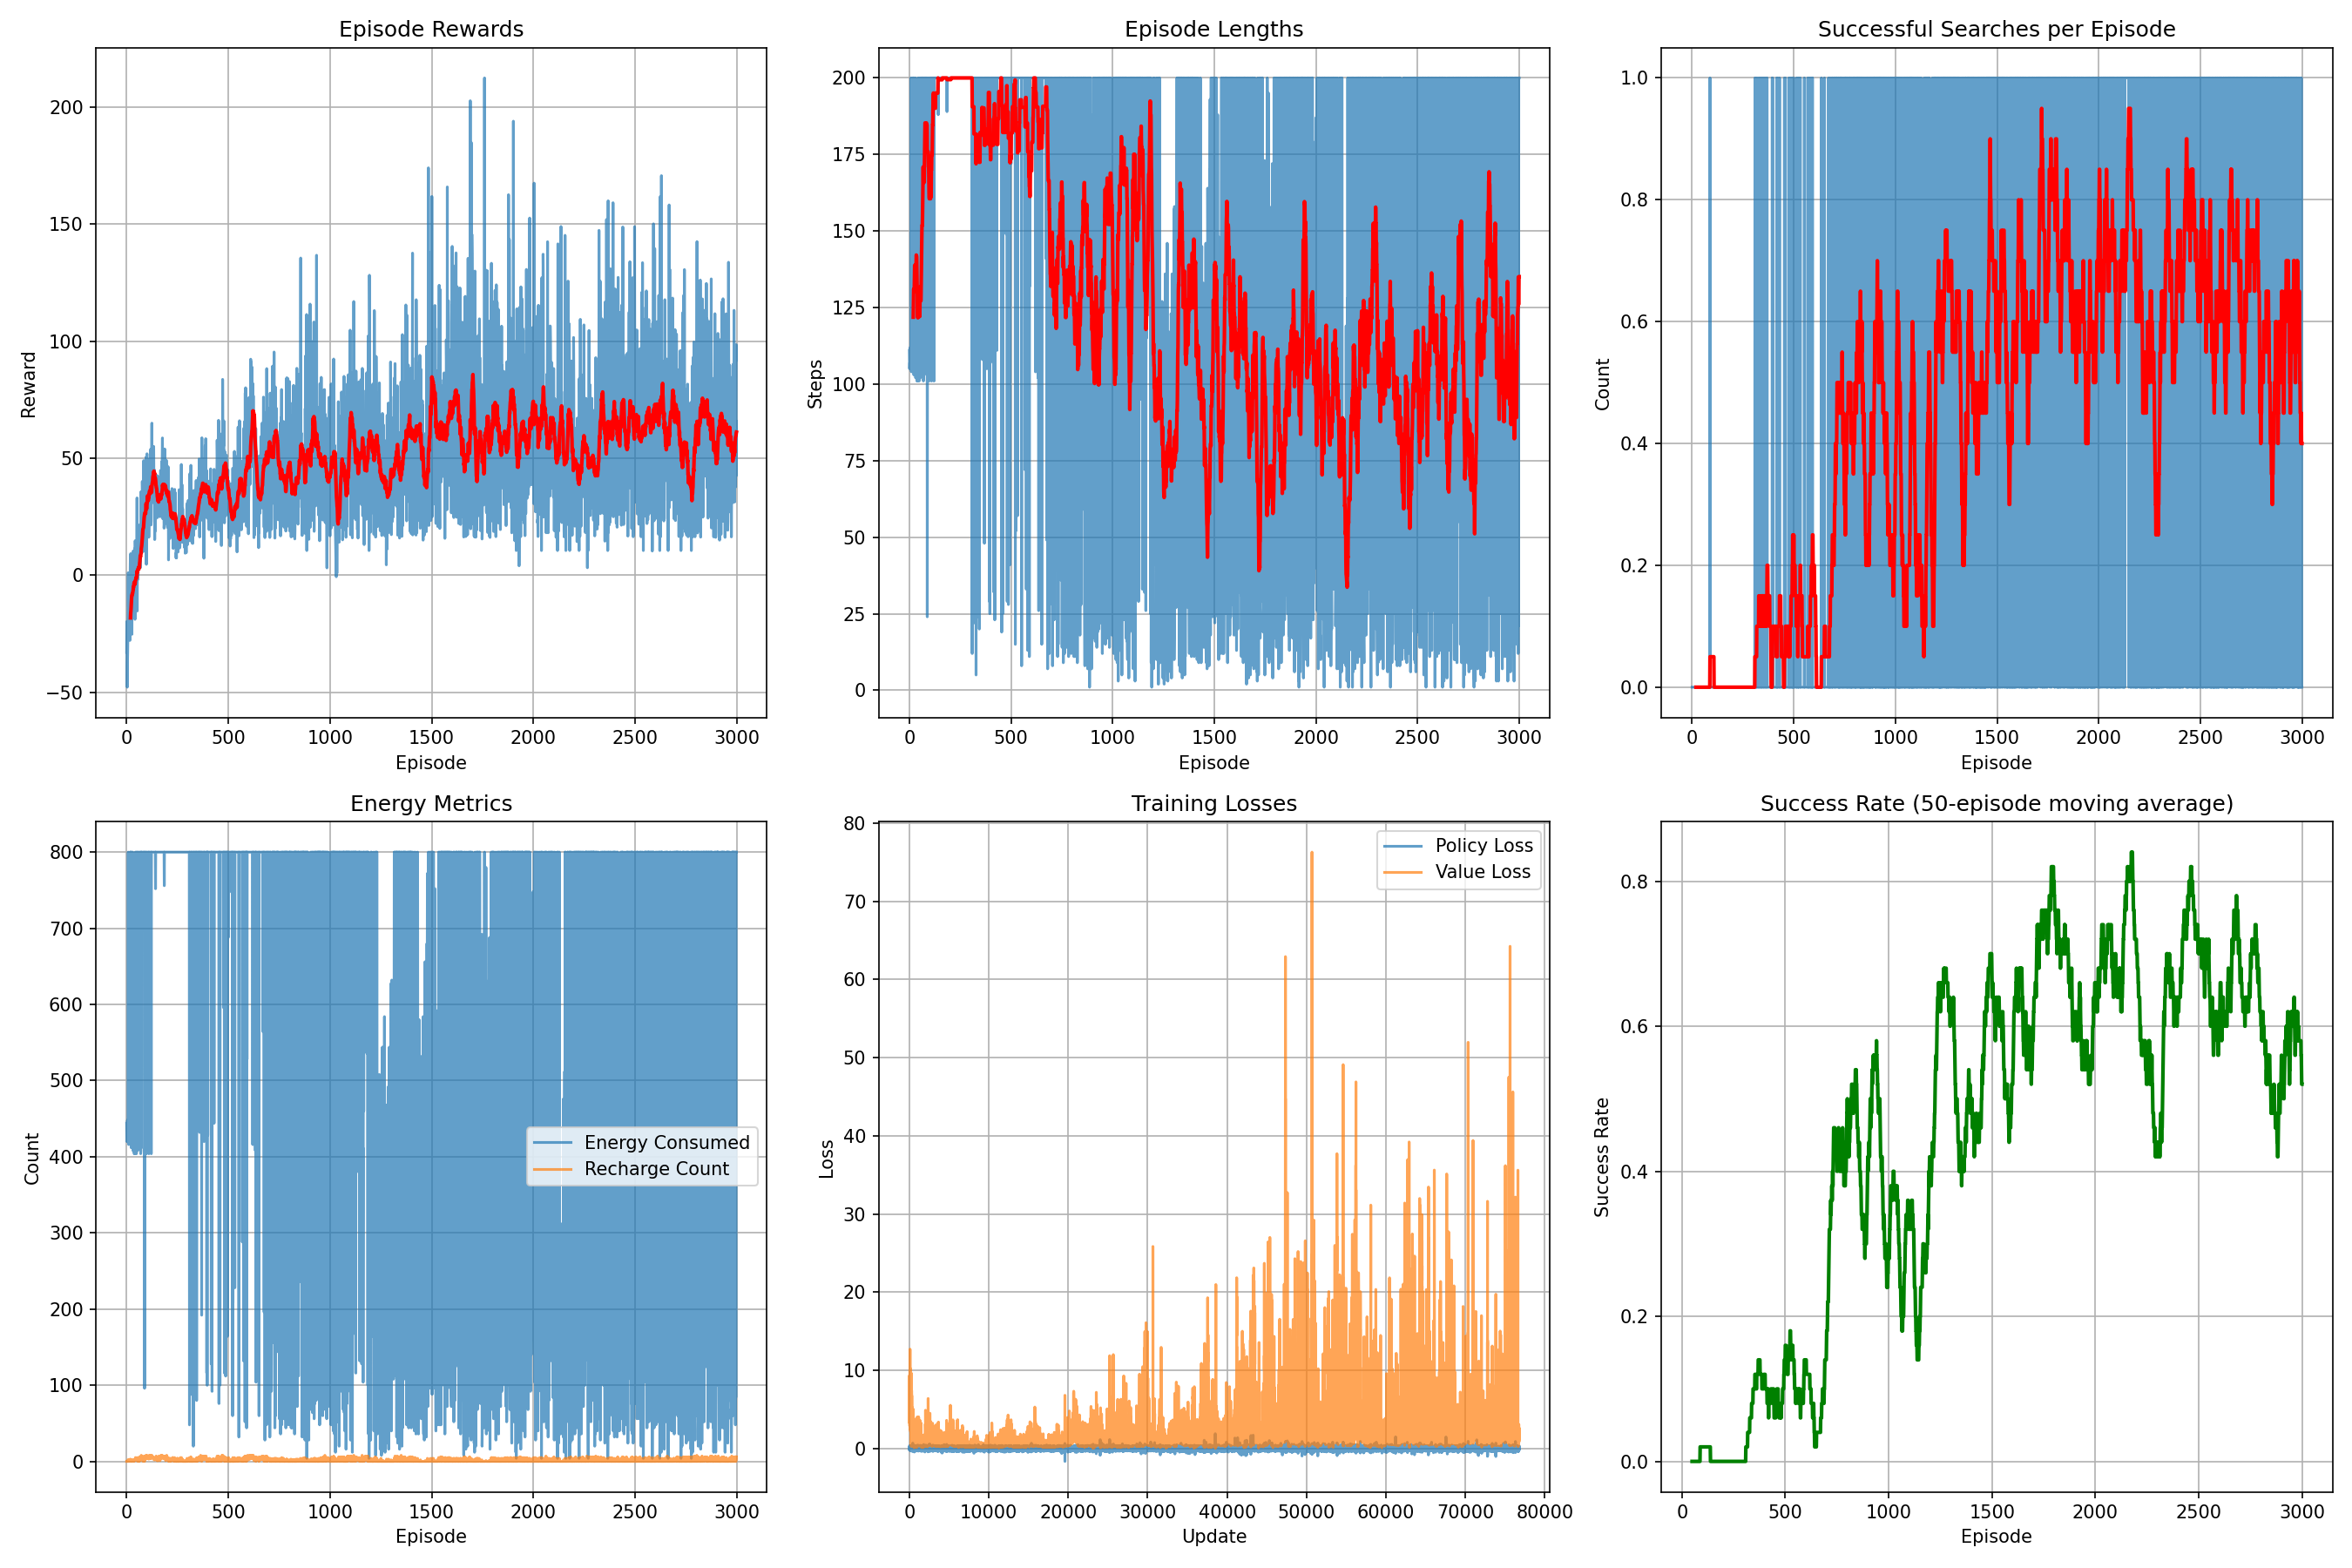 Episode Rewards
200
150
100
50
0
−50
Reward
0 500 1000 1500 2000 2500 3000
Episode
Episode Lengths
200
175
150
125
100
75
50
25
0
Steps
0 500 1000 1500 2000 2500 3000
Episode
Successful Searches per Episode
1.0
0.8
0.6
0.4
0.2
0.0
Count
0 500 1000 1500 2000 2500 3000
Episode
Energy Metrics
800
700
600
500
400
300
200
100
0
Count
Energy Consumed
Recharge Count
0 500 1000 1500 2000 2500 3000
Episode
Training Losses
80
70
60
50
40
30
20
10
0
Loss
Policy Loss
Value Loss
0 10000 20000 30000 40000 50000 60000 70000 80000
Update
Success Rate (50-episode moving average)
0.8
0.6
0.4
0.2
0.0
Success Rate
0 500 1000 1500 2000 2500 3000
Episode